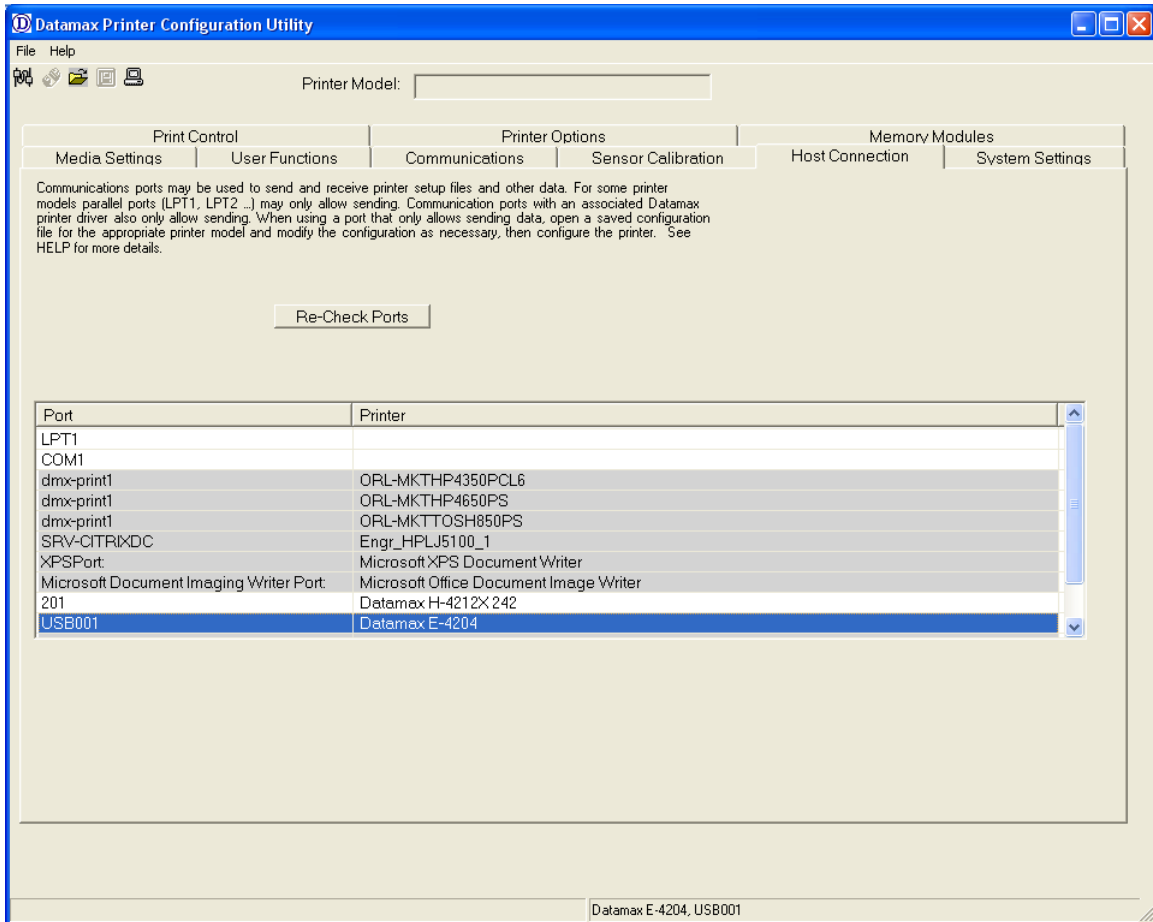 Datamax Printer Configuration Utility
File Help
Printer Model:
Print Control Printer Options Memory Modules
Media Settings User Functions Communications Sensor Calibration Host Connection System Settings
Communications ports may be used to send and receive printer setup files and other data. For some printer
models parallel ports (LPT1, LPT2 ...) may only allow sending. Communication ports with an associated Datamax
printer driver also only allow sending. When using a port that only allows sending data, open a saved configuration
file for the appropriate printer model and modify the configuration as necessary, then configure the printer. See
HELP for more details.
Re-Check Ports
Port Printer
LPT1
COM1
dmx-print1 ORL-MKTHP4350PCL6
dmx-print1 ORL-MKTHP4650PS
dmx-print1 ORL-MKTTOSH850PS
SRV-CITRIXDC Engr_HPLJ5100_1
XPSPort: Microsoft XPS Document Writer
Microsoft Document Imaging Writer Port: Microsoft Office Document Image Writer
201 Datamax H-4212X 242
USB001 Datamax E-4204
Datamax E-4204, USB001